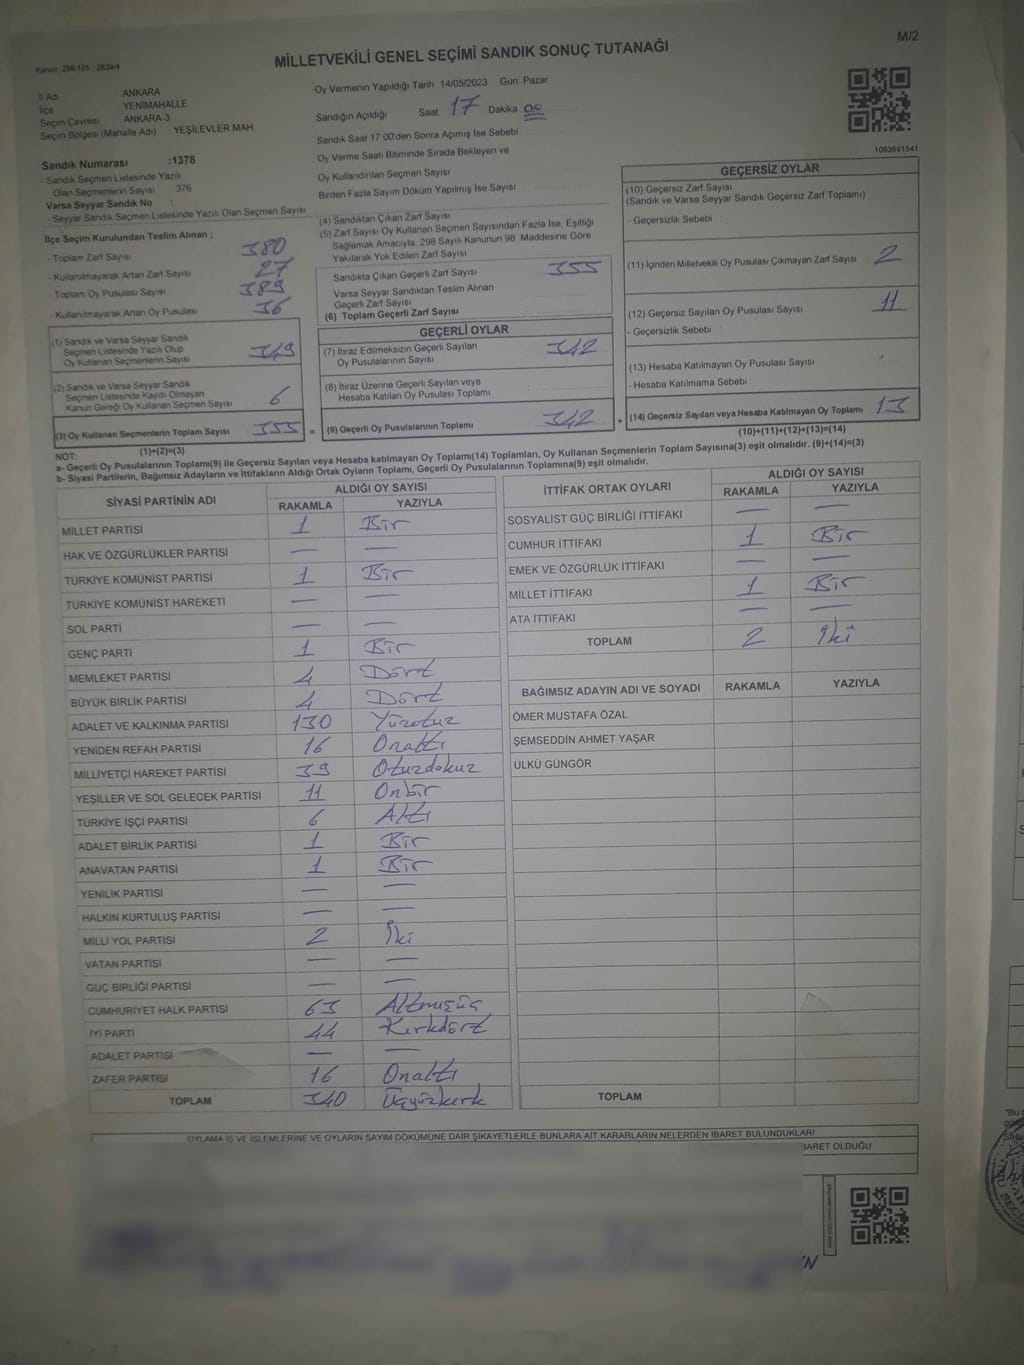 M/2
Kanun: 298/105 2839/4
MİLLETVEKİLİ GENEL SEÇİMİ SANDIK SONUÇ TUTANAĞI
İl Adı ANKARA
İlçe YENİMAHALLE
Seçim Çevresi ANKARA-3
Seçim Bölgesi (Mahalle Adı) YEŞİLEVLER MAH
Sandık Numarası :1378
- Sandık Seçmen Listesinde Yazılı
Olan Seçmenlerin Sayısı 376
Varsa Seyyar Sandık No :
- Seyyar Sandık Seçmen Listesinde Yazılı Olan Seçmen Sayısı
İlçe Seçim Kurulundan Teslim Alınan ;
- Toplam Zarf Sayısı 380
- Kullanılmayarak Artan Zarf Sayısı 27
- Toplam Oy Pusulası Sayısı 389
- Kullanılmayarak Artan Oy Pusulası 36
(1) Sandık ve Varsa Seyyar Sandık
Seçmen Listesinde Yazılı Olup
Oy Kullanan Seçmenlerin Sayısı 349
(2) Sandık ve Varsa Seyyar Sandık
Seçmen Listesinde Kayıtlı Olmayan
Kanun Gereği Oy Kullanan Seçmen Sayısı 6
(3) Oy Kullanan Seçmenlerin Toplam Sayısı 355 =
(1)+(2)=(3)
Oy Vermenin Yapıldığı Tarih 14/05/2023 Gün Pazar
Sandığın Açıldığı Saat 17 Dakika 00
Sandık Saat 17:00'den Sonra Açımış İse Sebebi
Oy Verme Saati Bitiminde Sırada Bekleyen ve
Oy Kullandırılan Seçmen Sayısı
Birden Fazla Sayım Döküm Yapılmış İse Sayısı
(4) Sandıktan Çıkan Zarf Sayısı
(5) Zarf Sayısı Oy Kullanan Seçmen Sayısından Fazla İse, Eşitliği
Sağlamak Amacıyla, 298 Sayılı Kanunun 98. Maddesine Göre
Yakılarak Yok Edilen Zarf Sayısı
Sandıkta Çıkan Geçerli Zarf Sayısı 355
Varsa Seyyar Sandıktan Teslim Alınan
Geçerli Zarf Sayısı
(6) Toplam Geçerli Zarf Sayısı
GEÇERLİ OYLAR
(7) İtiraz Edilmeksizin Geçerli Sayılan
Oy Pusulalarının Sayısı 342
(8) İtiraz Üzerine Geçerli Sayılan veya
Hesaba Katılan Oy Pusulası Toplamı
(9) Geçerli Oy Pusulalarının Toplamı 342 +
1083691541
GEÇERSİZ OYLAR
(10) Geçersiz Zarf Sayısı
(Sandık ve Varsa Seyyar Sandık Geçersiz Zarf Toplamı)
- Geçersizlik Sebebi
(11) İçinden Milletvekili Oy Pusulası Çıkmayan Zarf Sayısı 2
(12) Geçersiz Sayılan Oy Pusulası Sayısı 11
- Geçersizlik Sebebi
(13) Hesaba Katılmayan Oy Pusulası Sayısı
- Hesaba Katılmama Sebebi
(14) Geçersiz Sayılan veya Hesaba Katılmayan Oy Toplamı 13
(10)+(11)+(12)+(13)=(14)
NOT:
a- Geçerli Oy Pusulalarının Toplamı(9) ile Geçersiz Sayılan veya Hesaba katılmayan Oy Toplamı(14) Toplamları, Oy Kullanan Seçmenlerin Toplam Sayısına(3) eşit olmalıdır. (9)+(14)=(3)
b- Siyasi Partilerin, Bağımsız Adayların ve İttifakların Aldığı Ortak Oyların Toplamı, Geçerli Oy Pusulalarının Toplamına(9) eşit olmalıdır.
SİYASİ PARTİNİN ADI ALDIĞI OY SAYISI
RAKAMLA YAZIYLA
MİLLET PARTİSİ 1 Bir
HAK VE ÖZGÜRLÜKLER PARTİSİ — —
TÜRKİYE KOMÜNİST PARTİSİ 1 Bir
TÜRKİYE KOMÜNİST HAREKETİ — —
SOL PARTİ — —
GENÇ PARTİ 1 Bir
MEMLEKET PARTİSİ 4 Dört
BÜYÜK BİRLİK PARTİSİ 4 Dört
ADALET VE KALKINMA PARTİSİ 130 Yüzotuz
YENİDEN REFAH PARTİSİ 16 Onaltı
MİLLİYETÇİ HAREKET PARTİSİ 39 Otuzdokuz
YEŞİLLER VE SOL GELECEK PARTİSİ 11 Onbir
TÜRKİYE İŞÇİ PARTİSİ 6 Altı
ADALET BİRLİK PARTİSİ 1 Bir
ANAVATAN PARTİSİ 1 Bir
YENİLİK PARTİSİ — —
HALKIN KURTULUŞ PARTİSİ — —
MİLLİ YOL PARTİSİ 2 İki
VATAN PARTİSİ — —
GÜÇ BİRLİĞİ PARTİSİ — —
CUMHURİYET HALK PARTİSİ 63 Altmışüç
İYİ PARTİ 44 Kırkdört
ADALET PARTİSİ — —
ZAFER PARTİSİ 16 Onaltı
TOPLAM 340 Üçyüzkırk
İTTİFAK ORTAK OYLARI ALDIĞI OY SAYISI
RAKAMLA YAZIYLA
SOSYALİST GÜÇ BİRLİĞİ İTTİFAKI — —
CUMHUR İTTİFAKI 1 Bir
EMEK VE ÖZGÜRLÜK İTTİFAKI — —
MİLLET İTTİFAKI 1 Bir
ATA İTTİFAKI — —
TOPLAM 2 İki
BAĞIMSIZ ADAYIN ADI VE SOYADI RAKAMLA YAZIYLA
ÖMER MUSTAFA ÖZAL
ŞEMSEDDİN AHMET YAŞAR
ÜLKÜ GÜNGÖR
TOPLAM
OYLAMA İŞ VE İŞLEMLERİNE VE OYLARIN SAYIM DÖKÜMÜNE DAİR ŞİKAYETLERLE BUNLARA AİT KARARLARIN NELERDEN İBARET BULUNDUKLARI
BARET OLDUĞU
"Bu